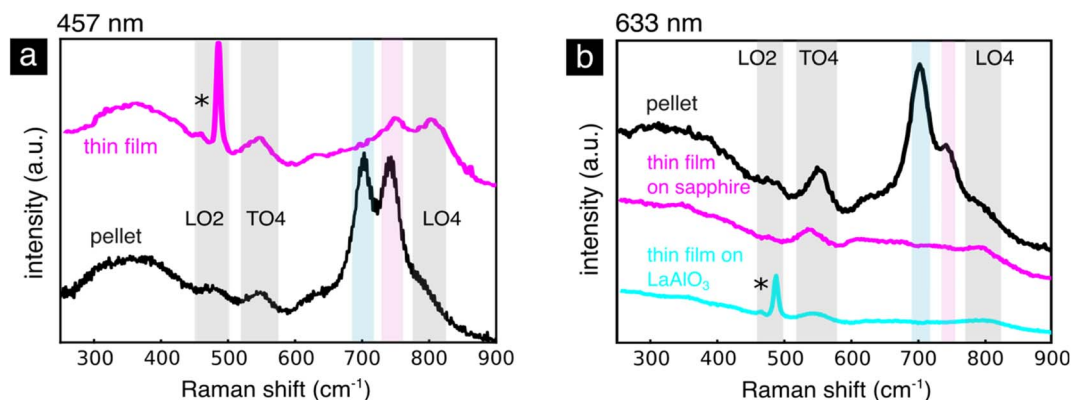 457 nm
a
*
thin film
LO2
TO4
LO4
pellet
intensity (a.u.)
300 400 500 600 700 800 900
Raman shift (cm⁻¹)
633 nm
b
LO2
TO4
LO4
pellet
thin film
on sapphire
thin film on
LaAlO₃
*
intensity (a.u.)
300 400 500 600 700 800 900
Raman shift (cm⁻¹)